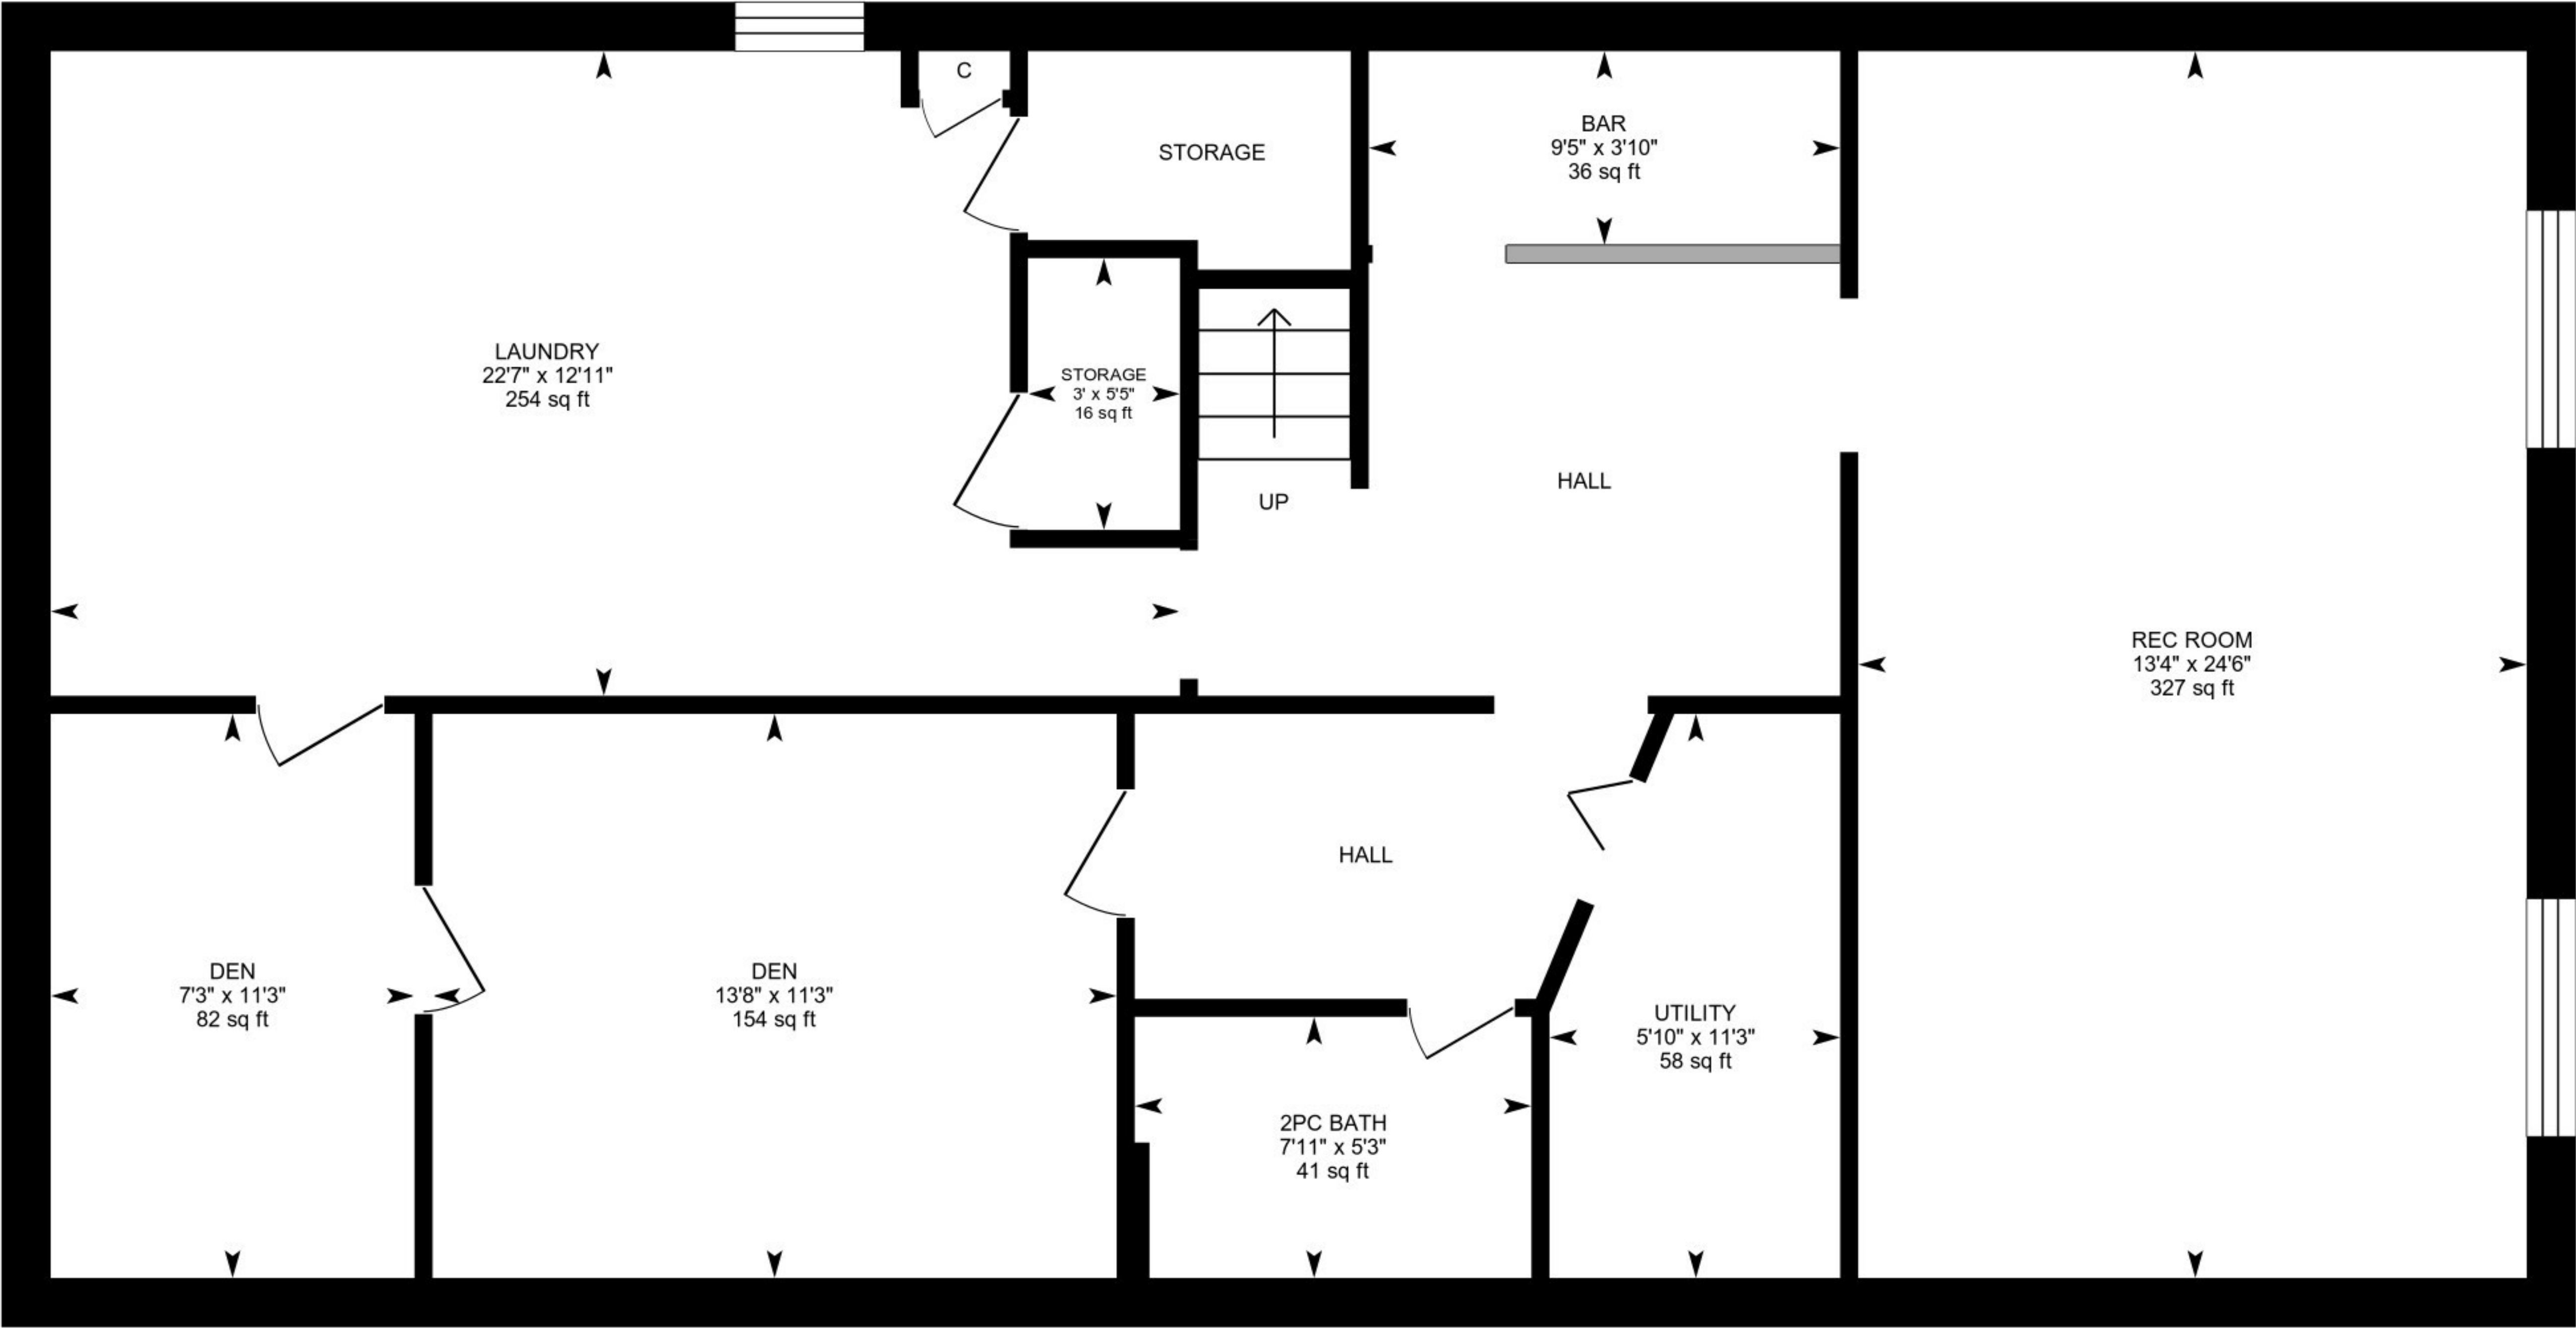 C
STORAGE
BAR
9'5" x 3'10"
36 sq ft
LAUNDRY
22'7" x 12'11"
254 sq ft
STORAGE
3' x 5'5"
16 sq ft
UP
HALL
REC ROOM
13'4" x 24'6"
327 sq ft
HALL
DEN
7'3" x 11'3"
82 sq ft
DEN
13'8" x 11'3"
154 sq ft
UTILITY
5'10" x 11'3"
58 sq ft
2PC BATH
7'11" x 5'3"
41 sq ft